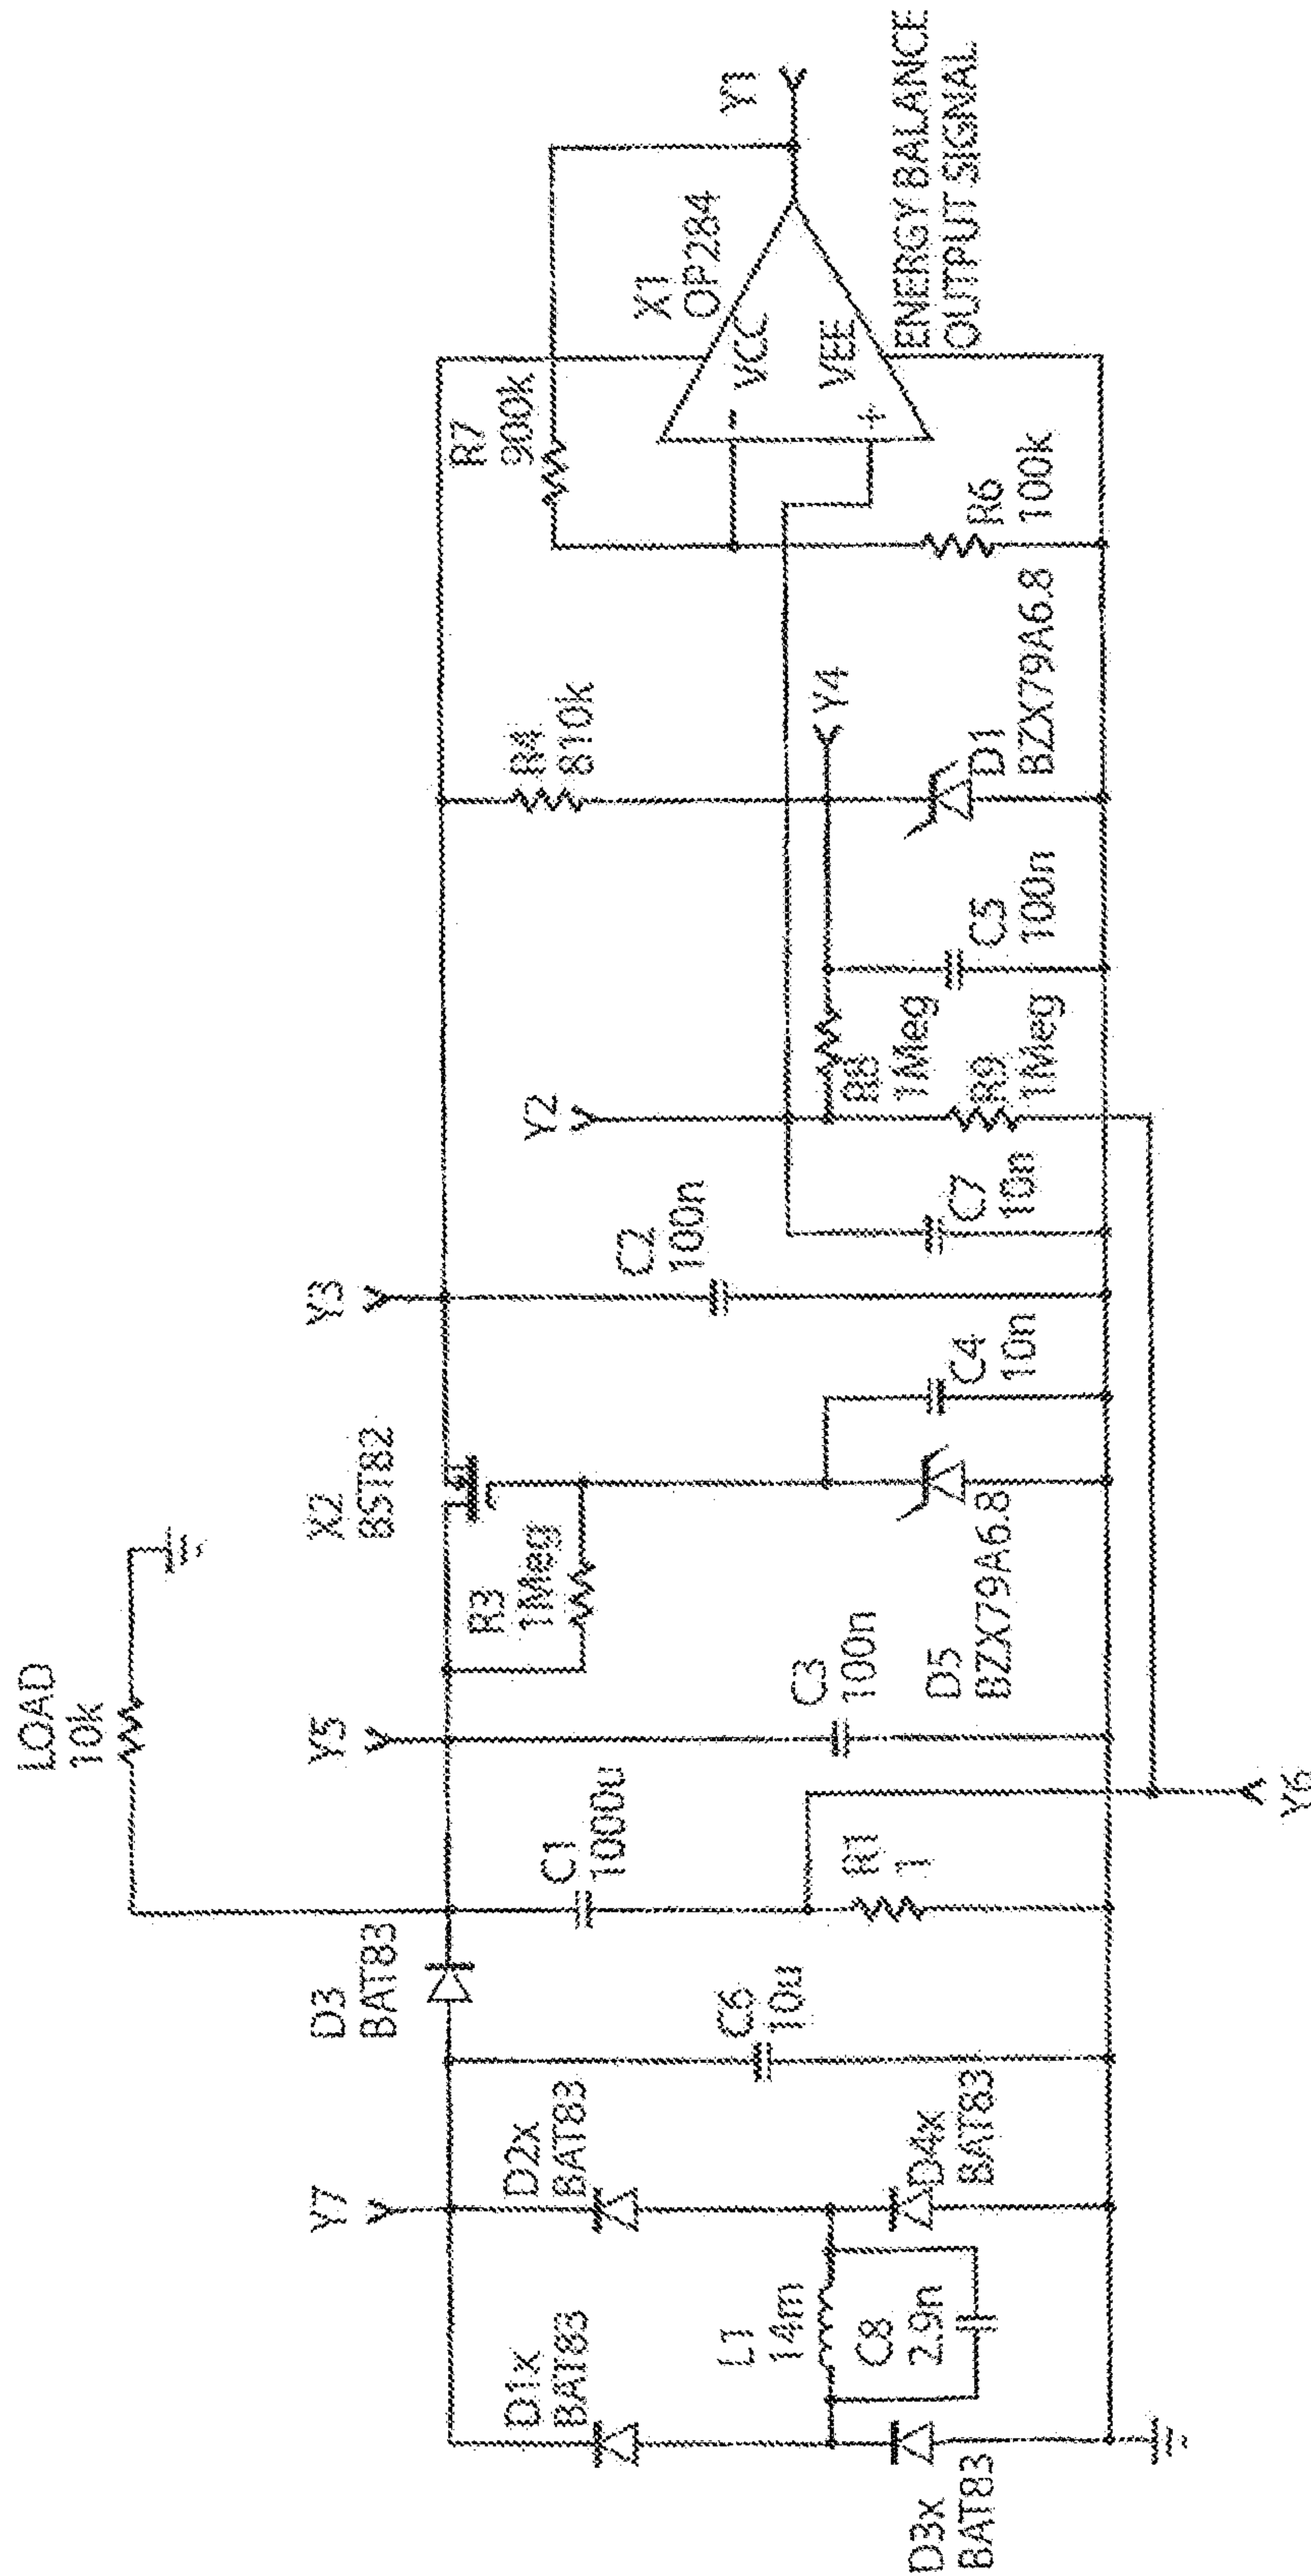 LOAD
10k
Y7
D3
BAT83
Y5
X2
BST82
Y3
D1x
BAT83
D2x
BAT83
C1
1000u
R3
1Meg
Y2
R4
810k
R7
900k
X1
OP284
Y1
L1
14m
C6
10u
C3
100n
C2
100n
VCC
VEE
C8
2.9n
R1
1
R8
1Meg
Y4
D3x
BAT83
D4x
BAT83
D5
BZX79A6.8
C4
10n
C7
10n
R9
1Meg
C5
100n
D1
BZX79A6.8
R6
100k
ENERGY BALANCE
OUTPUT SIGNAL
Y6